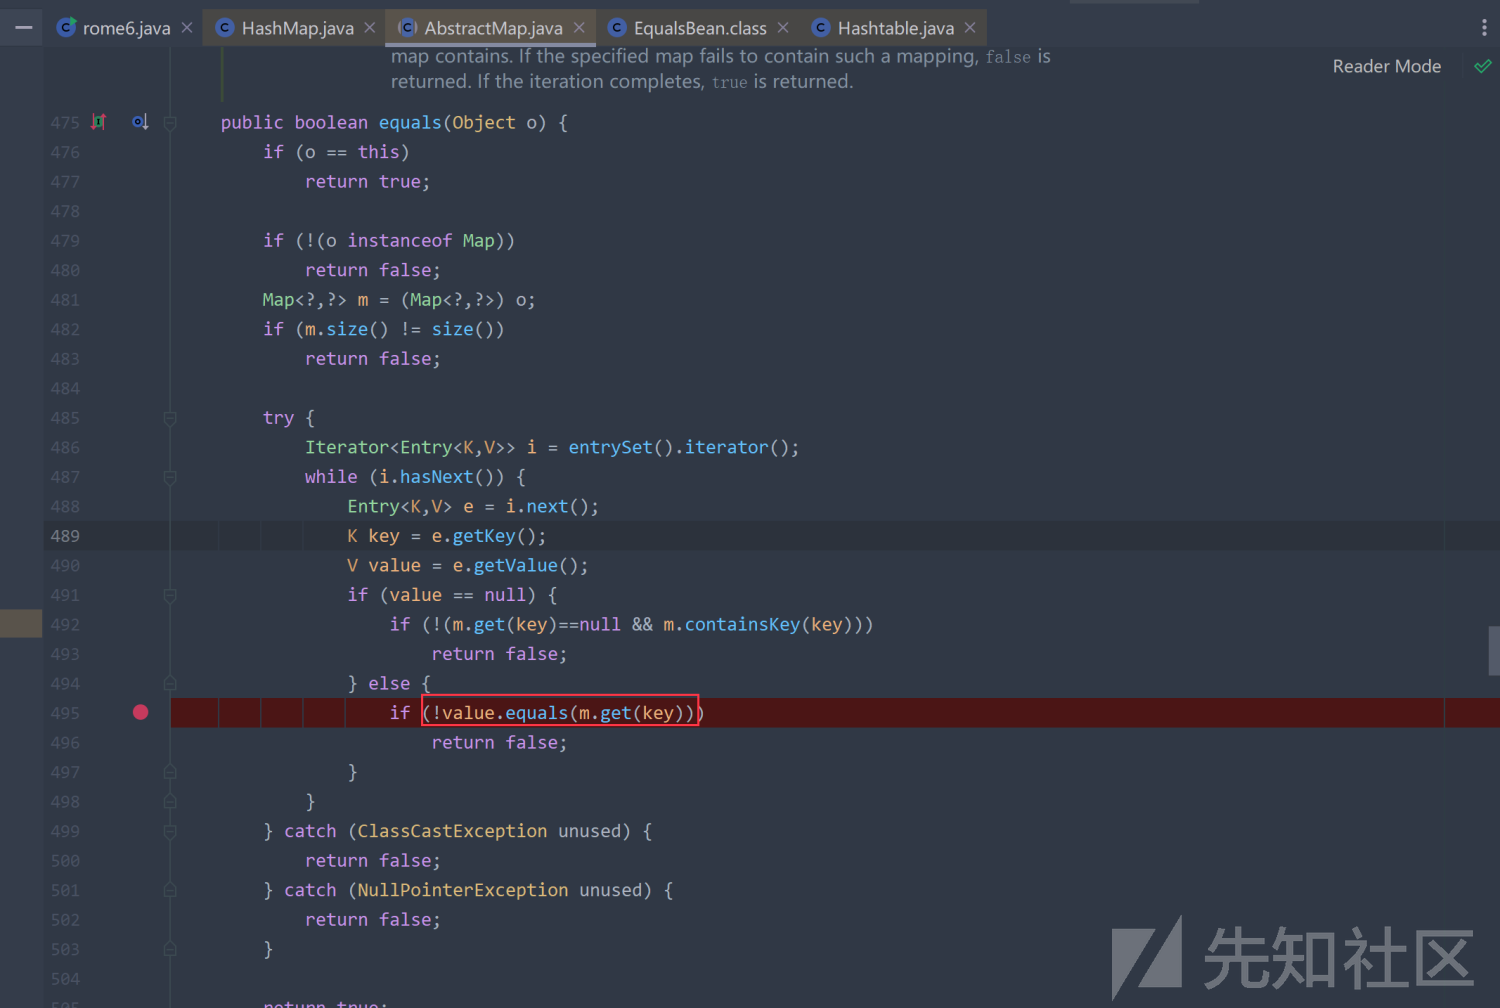 rome6.java HashMap.java AbstractMap.java EqualsBean.class Hashtable.java
map contains. If the specified map fails to contain such a mapping, false is
Reader Mode
returned. If the iteration completes, true is returned.
475 public boolean equals(Object o) {
476 if (o == this)
477 return true;
478
479 if (!(o instanceof Map))
480 return false;
481 Map<?,?> m = (Map<?,?>) o;
482 if (m.size() != size())
483 return false;
484
485 try {
486 Iterator<Entry<K,V>> i = entrySet().iterator();
487 while (i.hasNext()) {
488 Entry<K,V> e = i.next();
489 K key = e.getKey();
490 V value = e.getValue();
491 if (value == null) {
492 if (!(m.get(key)==null && m.containsKey(key)))
493 return false;
494 } else {
495 if (!value.equals(m.get(key)))
496 return false;
497 }
498 }
499 } catch (ClassCastException unused) {
500 return false;
501 } catch (NullPointerException unused) {
502 return false;
503 }
504
505 return true;
先知社区